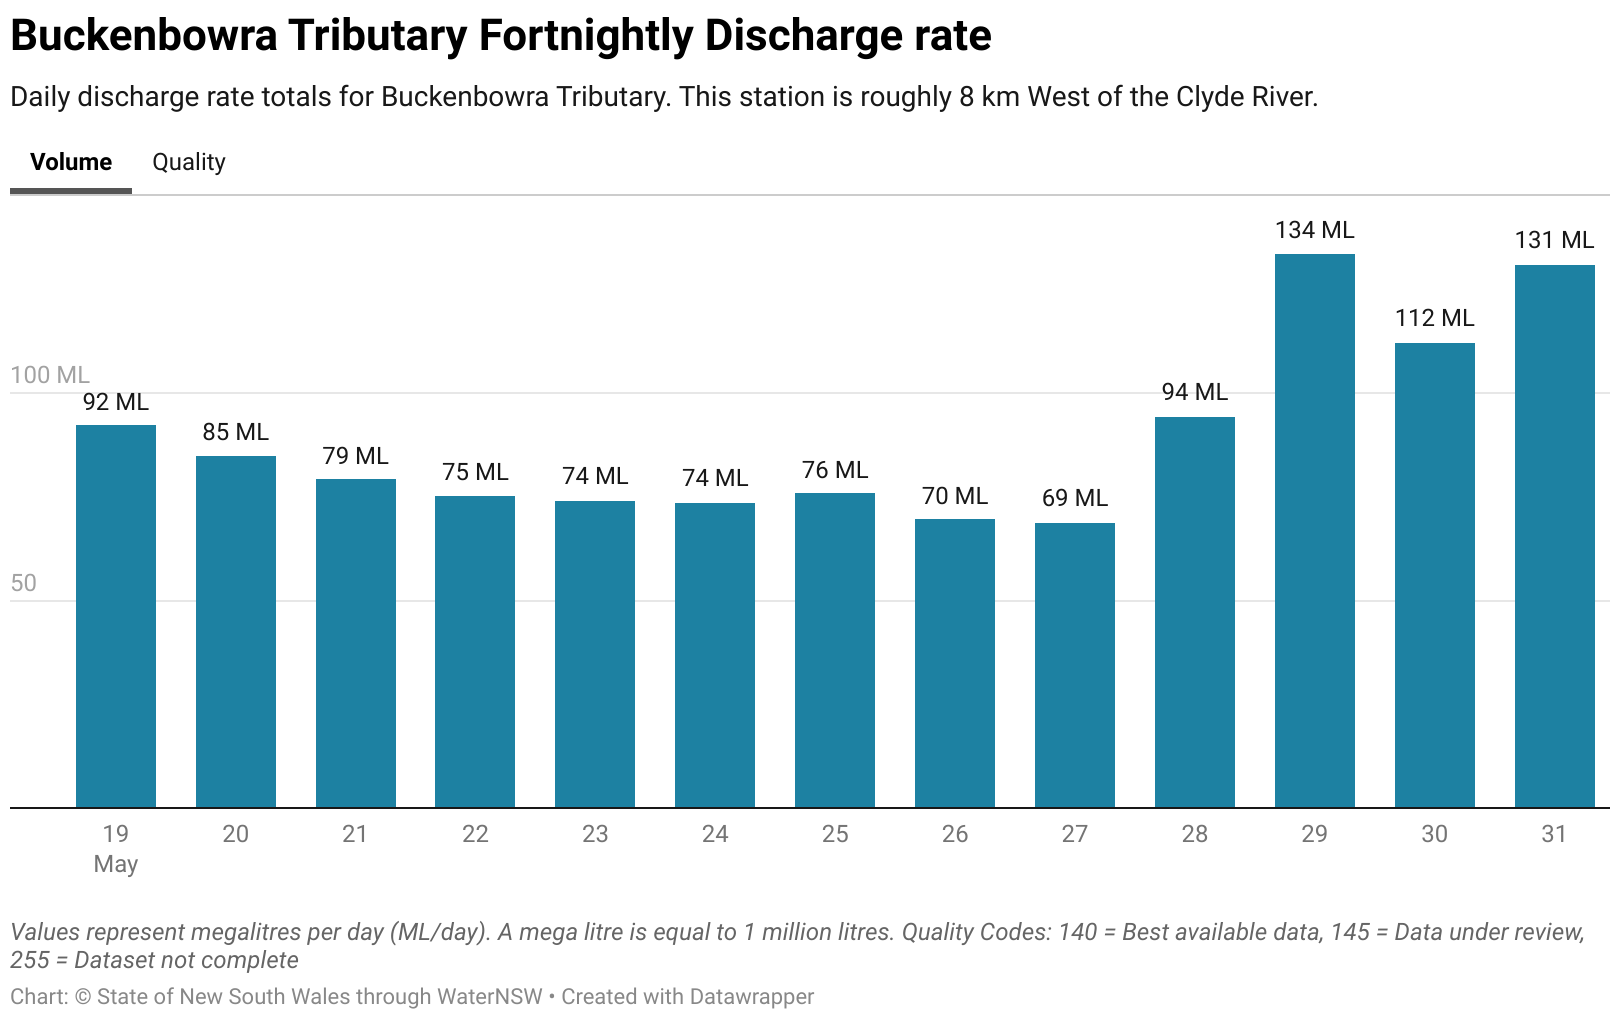 Buckenbowra Tributary Fortnightly Discharge rate
Daily discharge rate totals for Buckenbowra Tributary. This station is roughly 8 km West of the Clyde River.
Volume Quality
134 ML
131 ML
112 ML
100 ML
94 ML
92 ML
85 ML
79 ML
76 ML
75 ML
74 ML
74 ML
70 ML
69 ML
50
19 20 21 22 23 24 25 26 27 28 29 30 31
May
Values represent megalitres per day (ML/day). A mega litre is equal to 1 million litres. Quality Codes: 140 = Best available data, 145 = Data under review,
255 = Dataset not complete
Chart: © State of New South Wales through WaterNSW • Created with Datawrapper